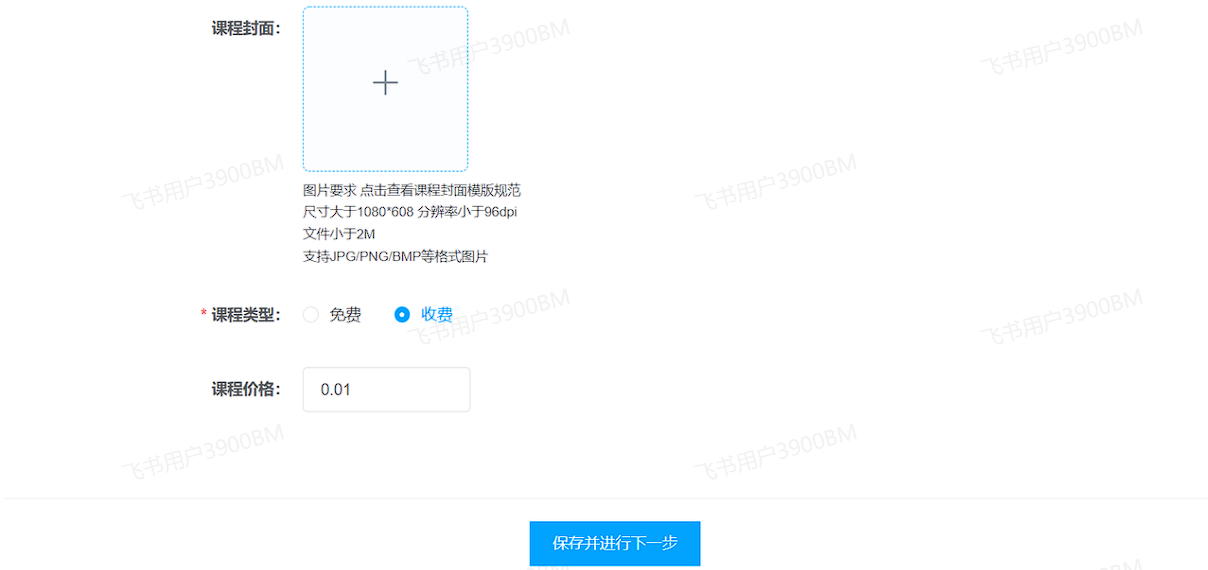 课程封面：
飞书用户3900BM
飞书用户3900BM
飞书用户3900BM
飞书用户3900BM
图片要求 点击查看课程封面模版规范
尺寸大于1080*608 分辨率小于96dpi
文件小于2M
支持JPG/PNG/BMP等格式图片
* 课程类型： 免费 收费
飞书用户3900BM
飞书用户3900BM
课程价格： 0.01
飞书用户3900BM
飞书用户3900BM
保存并进行下一步